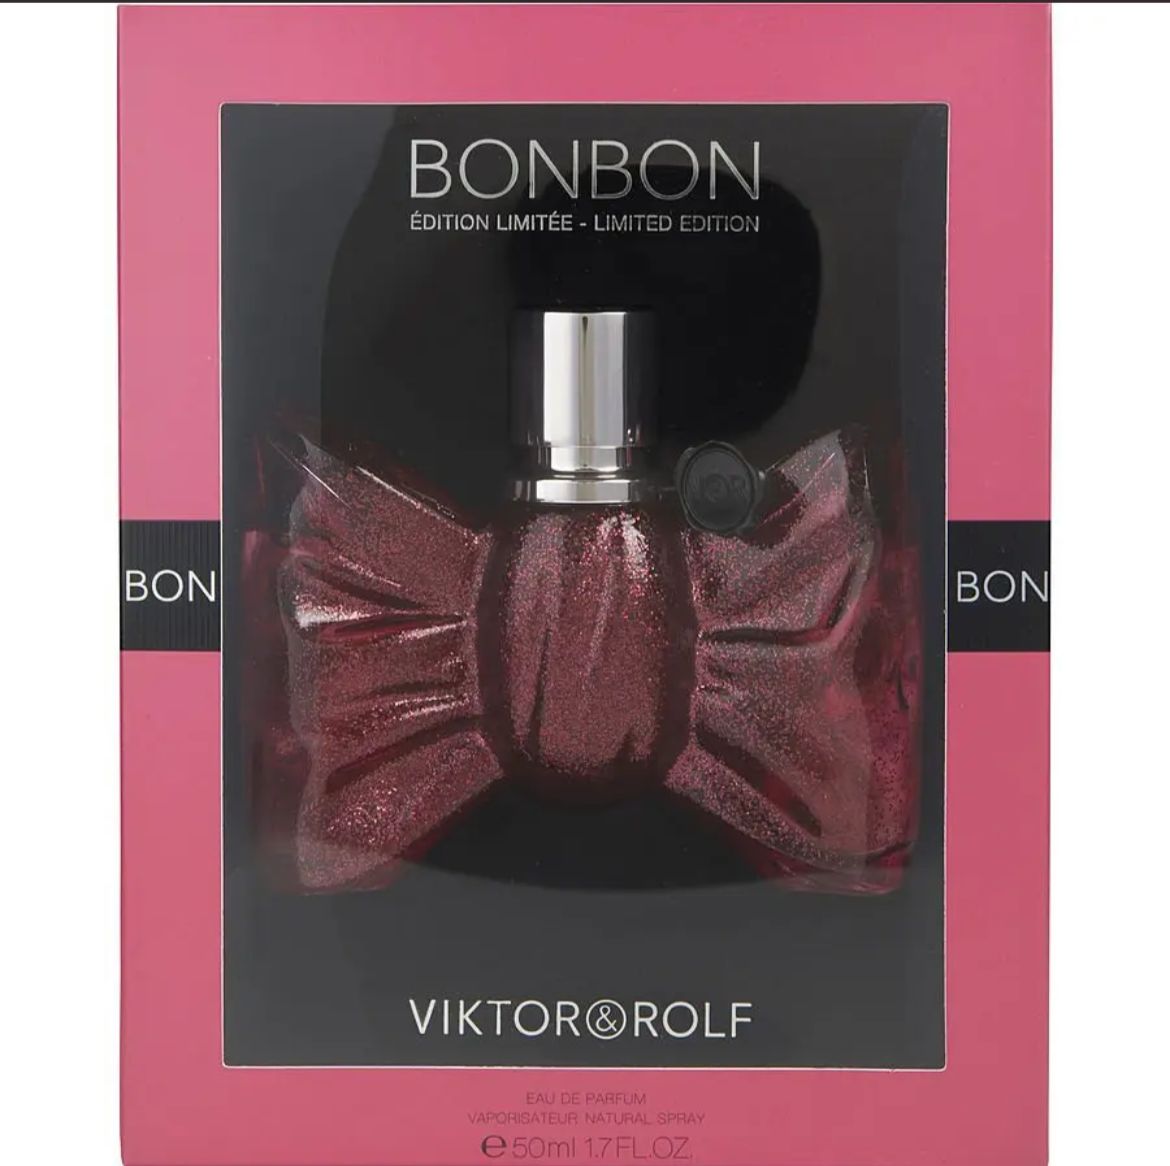 BONBON
ÉDITION LIMITÉE - LIMITED EDITION
BON
BON
VIKTOR&ROLF
EAU DE PARFUM
VAPORISATEUR NATURAL SPRAY
℮ 50ml 1.7FL.OZ.